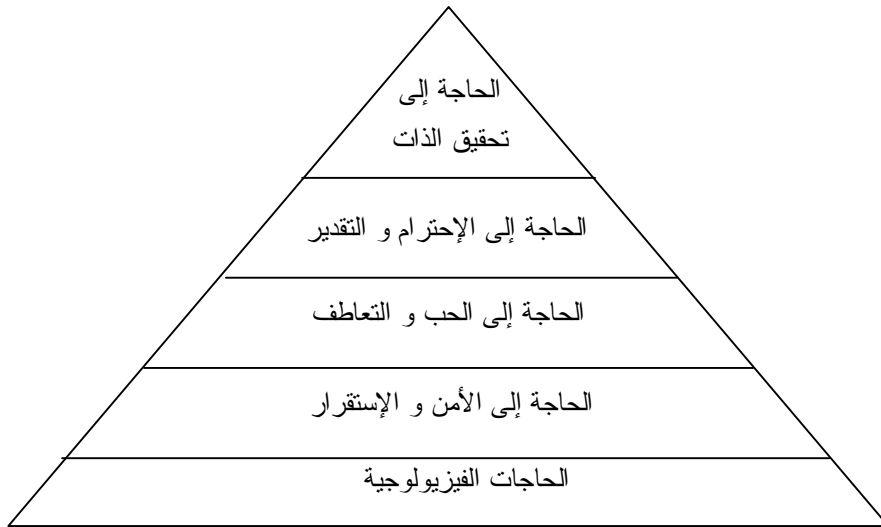 الحاجة إلى
تحقيق الذات
الحاجة إلى الإحترام و التقدير
الحاجة إلى الحب و التعاطف
الحاجة إلى الأمن و الإستقرار
الحاجات الفيزيولوجية